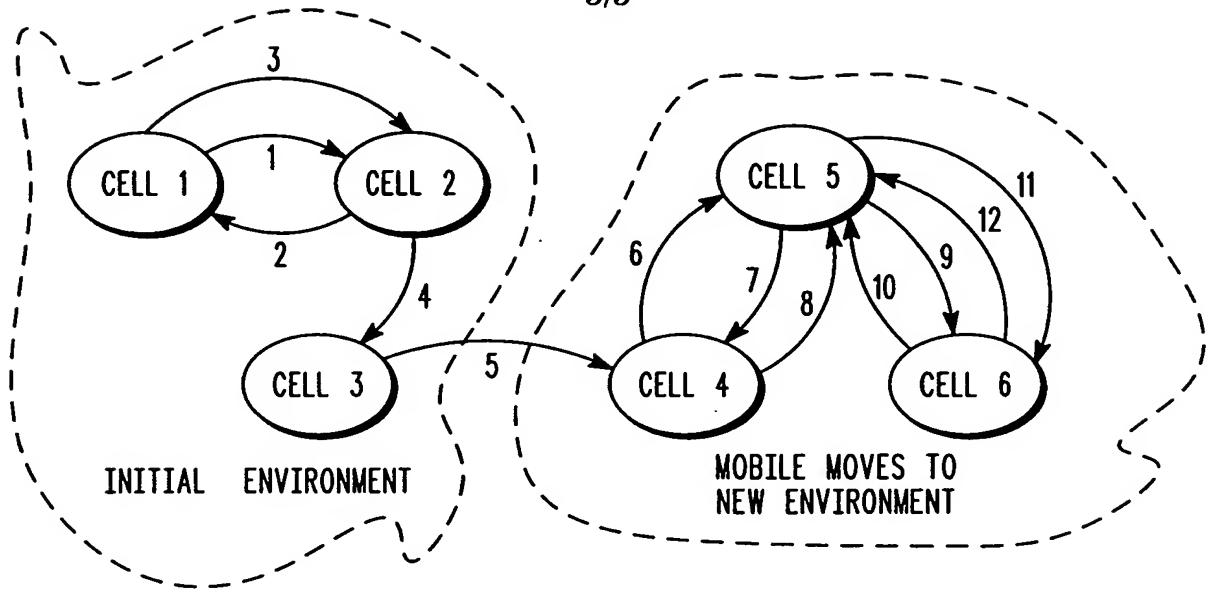 3
CELL 1
1
CELL 2
2
4
CELL 3
5
INITIAL ENVIRONMENT
CELL 5
11
12
6
7
8
10
9
CELL 4
CELL 6
MOBILE MOVES TO
NEW ENVIRONMENT